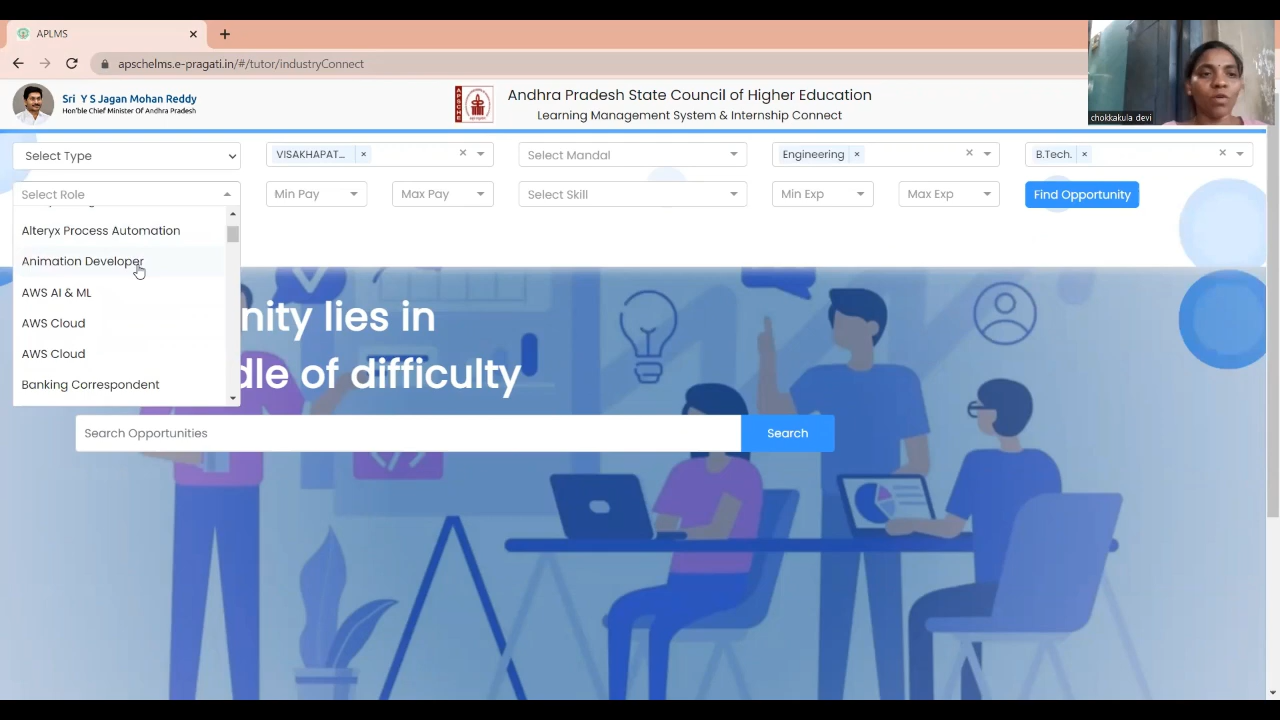 APLMS
apschelms.e-pragati.in/#/tutor/industryConnect
Sri Y S Jagan Mohan Reddy
Hon'ble Chief Minister Of Andhra Pradesh
APSCHE
Andhra Pradesh State Council of Higher Education
Learning Management System & Internship Connect
chokkakula devi
Select Type
VISAKHAPAT...
Select Mandal
Engineering
B.Tech.
Select Role
Min Pay
Max Pay
Select Skill
Min Exp
Max Exp
Find Opportunity
Alteryx Process Automation
Animation Developer
AWS AI & ML
AWS Cloud
AWS Cloud
Banking Correspondent
nity lies in
dle of difficulty
Search Opportunities
Search